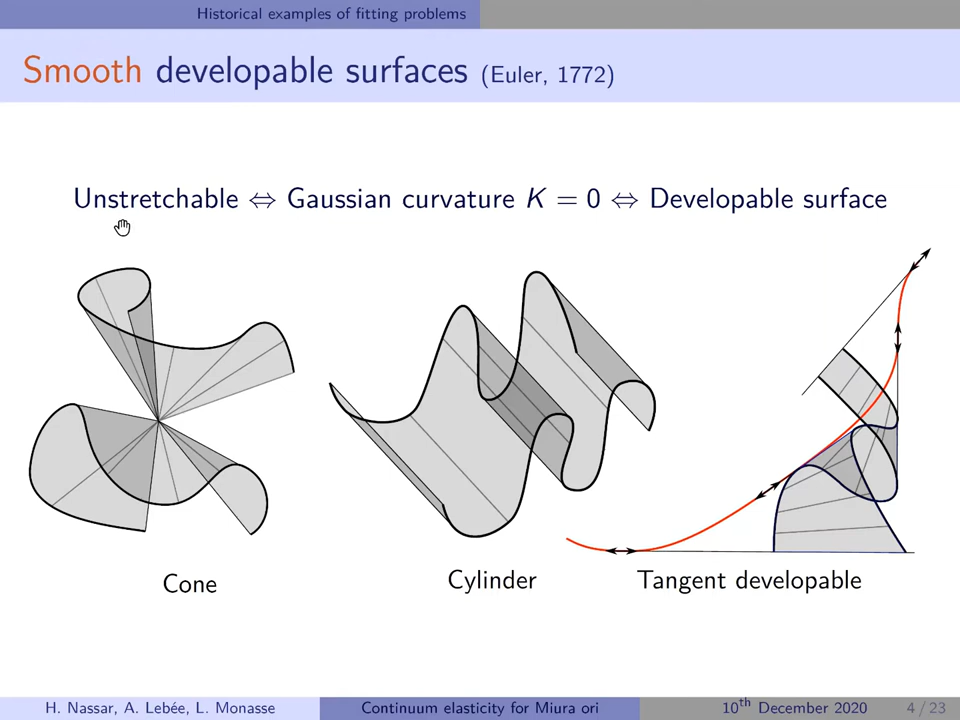 Historical examples of fitting problems
Smooth developable surfaces (Euler, 1772)
Unstretchable ⇔ Gaussian curvature K = 0 ⇔ Developable surface
Cone
Cylinder
Tangent developable
H. Nassar, A. Lebée, L. Monasse
Continuum elasticity for Miura ori
10th December 2020
4 / 23